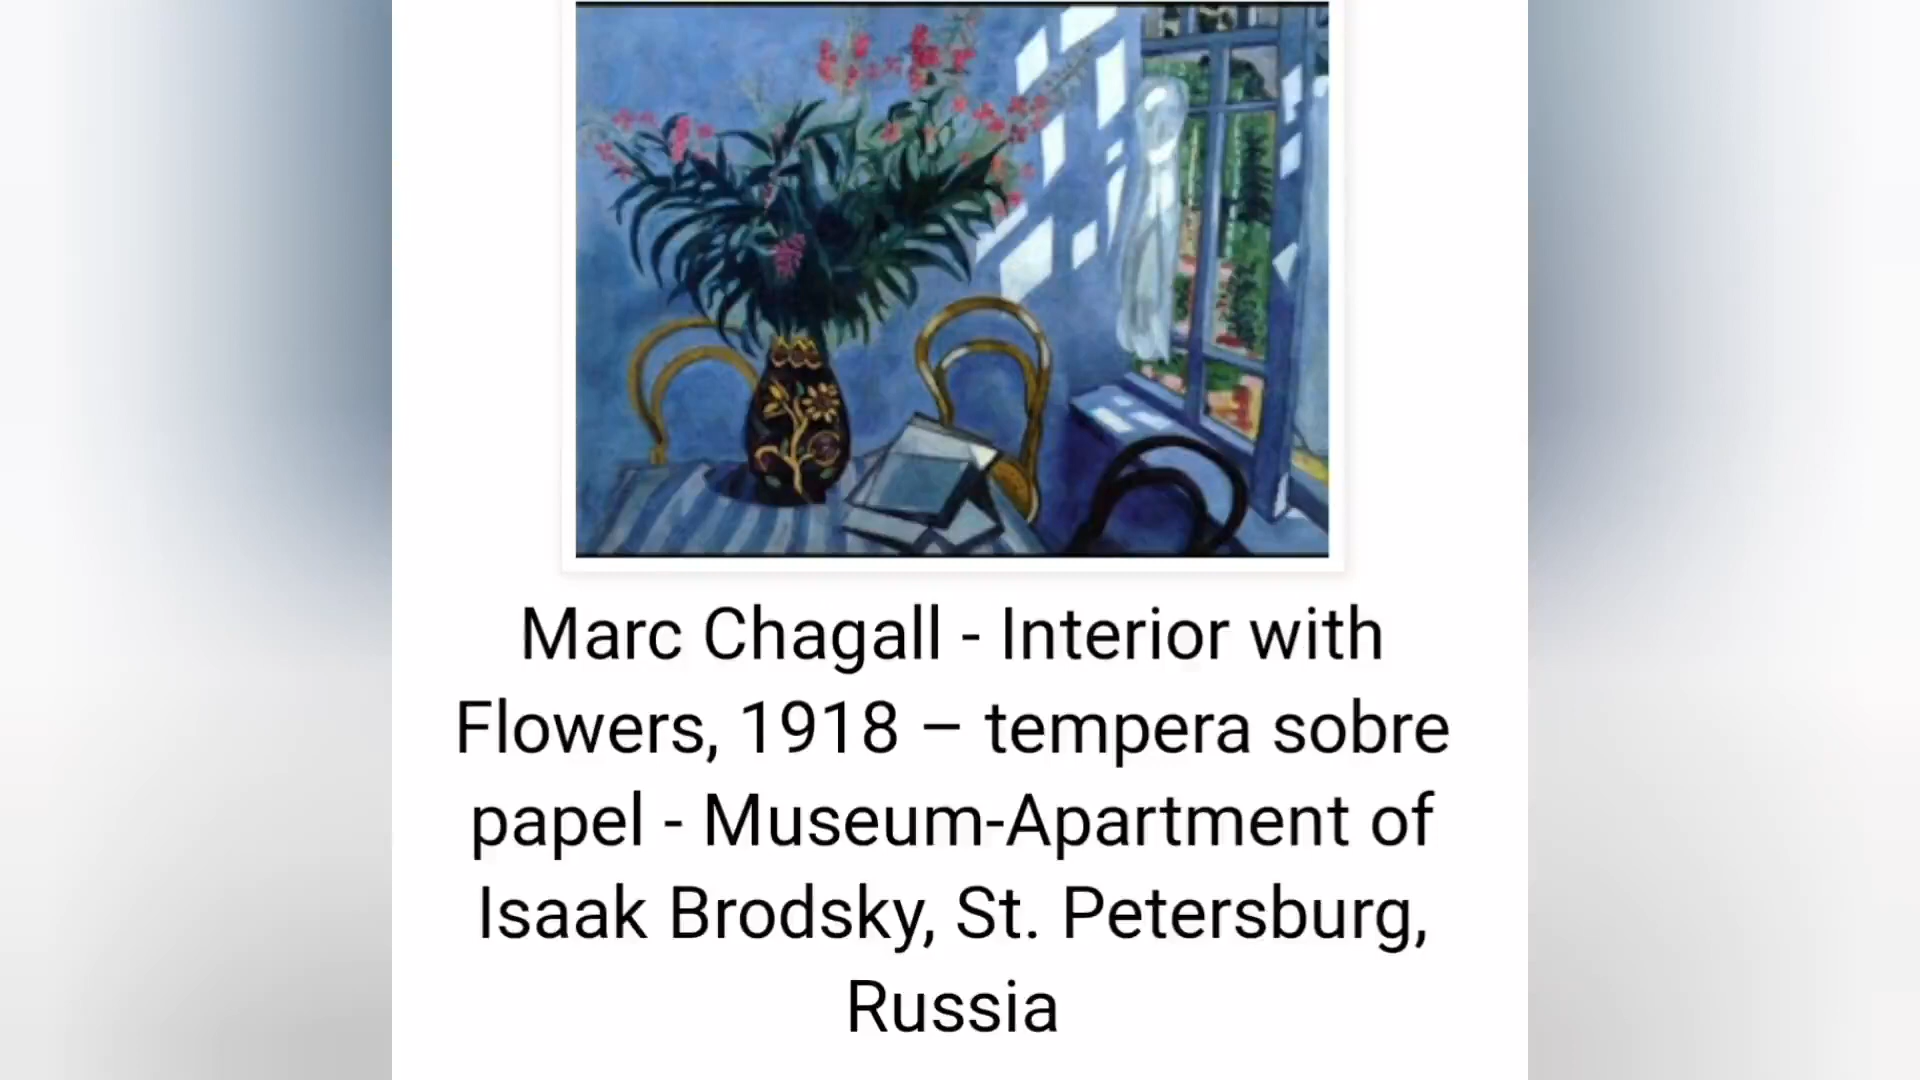 Marc Chagall - Interior with
Flowers, 1918 – tempera sobre
papel - Museum-Apartment of
Isaak Brodsky, St. Petersburg,
Russia